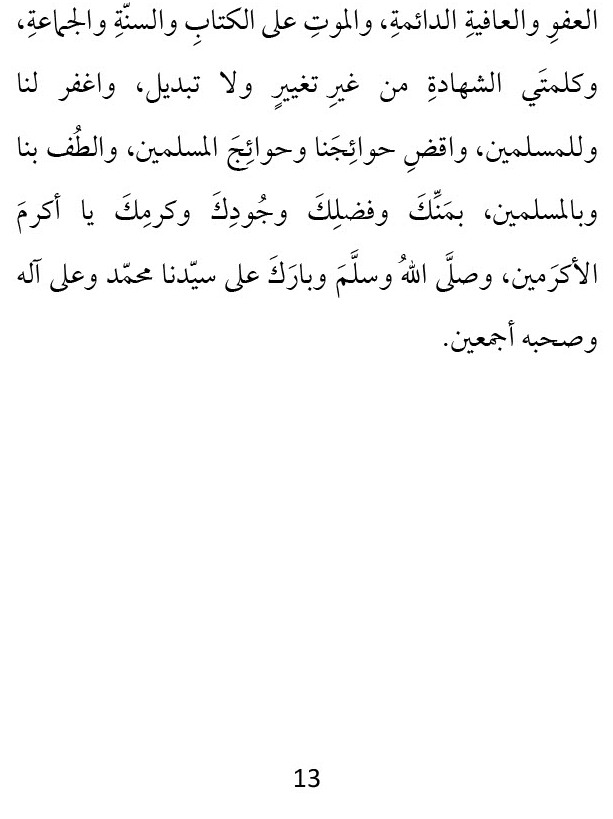 العفوِ والعافيةِ الدائمةِ، والموتِ على الكتابِ والسنّةِ والجماعةِ،
وكلمتَي الشهادةِ من غيرِ تغييرٍ ولا تبديل، واغفر لنا
وللمسلمين، واقضِ حوائِجَنا وحوائِجَ المسلمين، والطُف بنا
وبالمسلمين، بمَنِّكَ وفضلِكَ وجُودِكَ وكرمِكَ يا أكرمَ
الأكرَمين، وصلَّى اللهُ وسلَّمَ وبارَكَ على سيّدنا محمّد وعلى آله
وصحبه أجمعين.
13